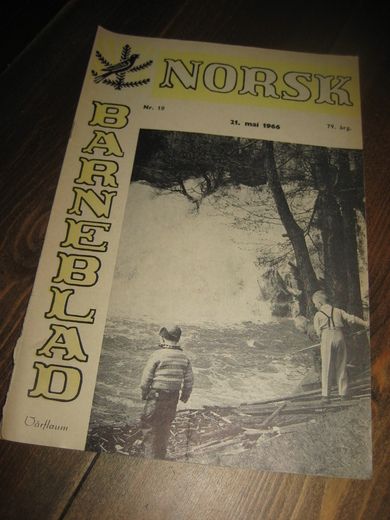 NORSK
Nr. 19
21. mai 1966
79. årg.
BARNEBLAD
Vårflaum